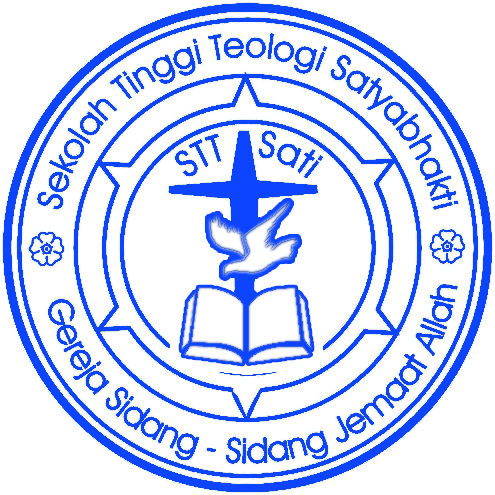 Sekolah Tinggi Teologi Satyabhakti
STT Sati
Gereja Sidang - Sidang Jemaat Allah